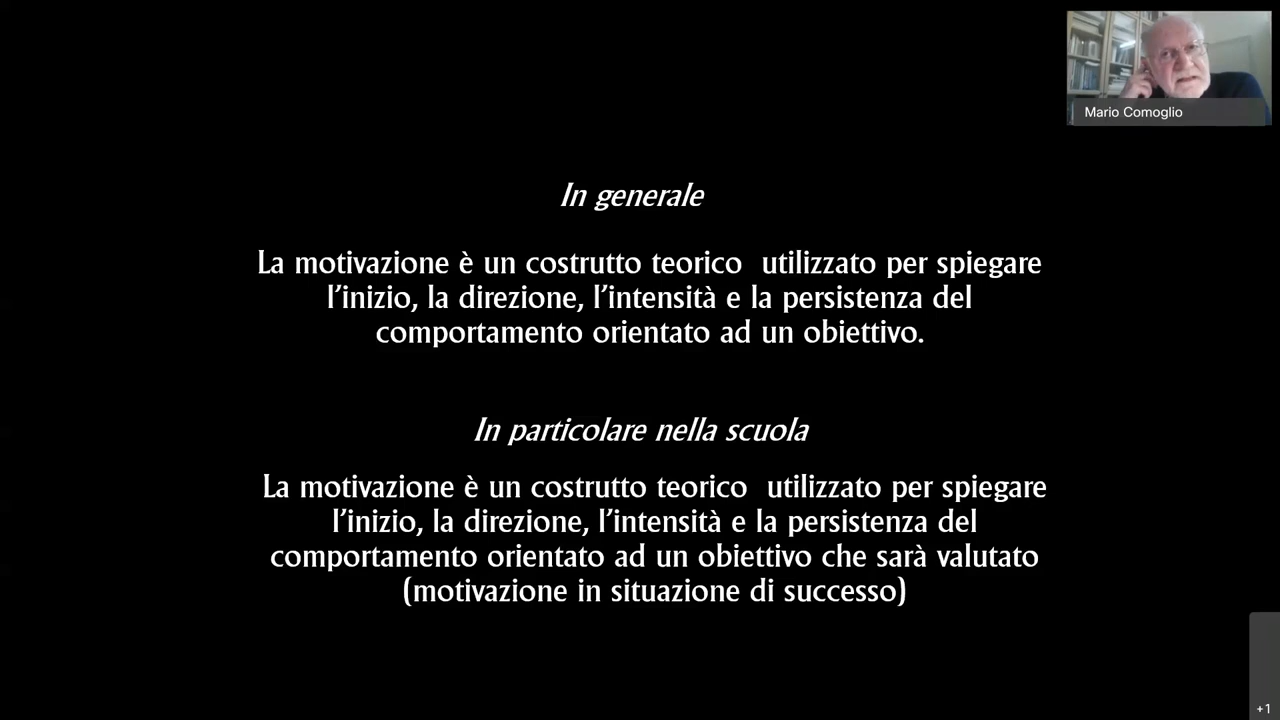 Mario Comoglio
In generale
La motivazione è un costrutto teorico  utilizzato per spiegare
l'inizio, la direzione, l'intensità e la persistenza del
comportamento orientato ad un obiettivo.
In particolare nella scuola
La motivazione è un costrutto teorico  utilizzato per spiegare
l'inizio, la direzione, l'intensità e la persistenza del
comportamento orientato ad un obiettivo che sarà valutato
(motivazione in situazione di successo)
+1